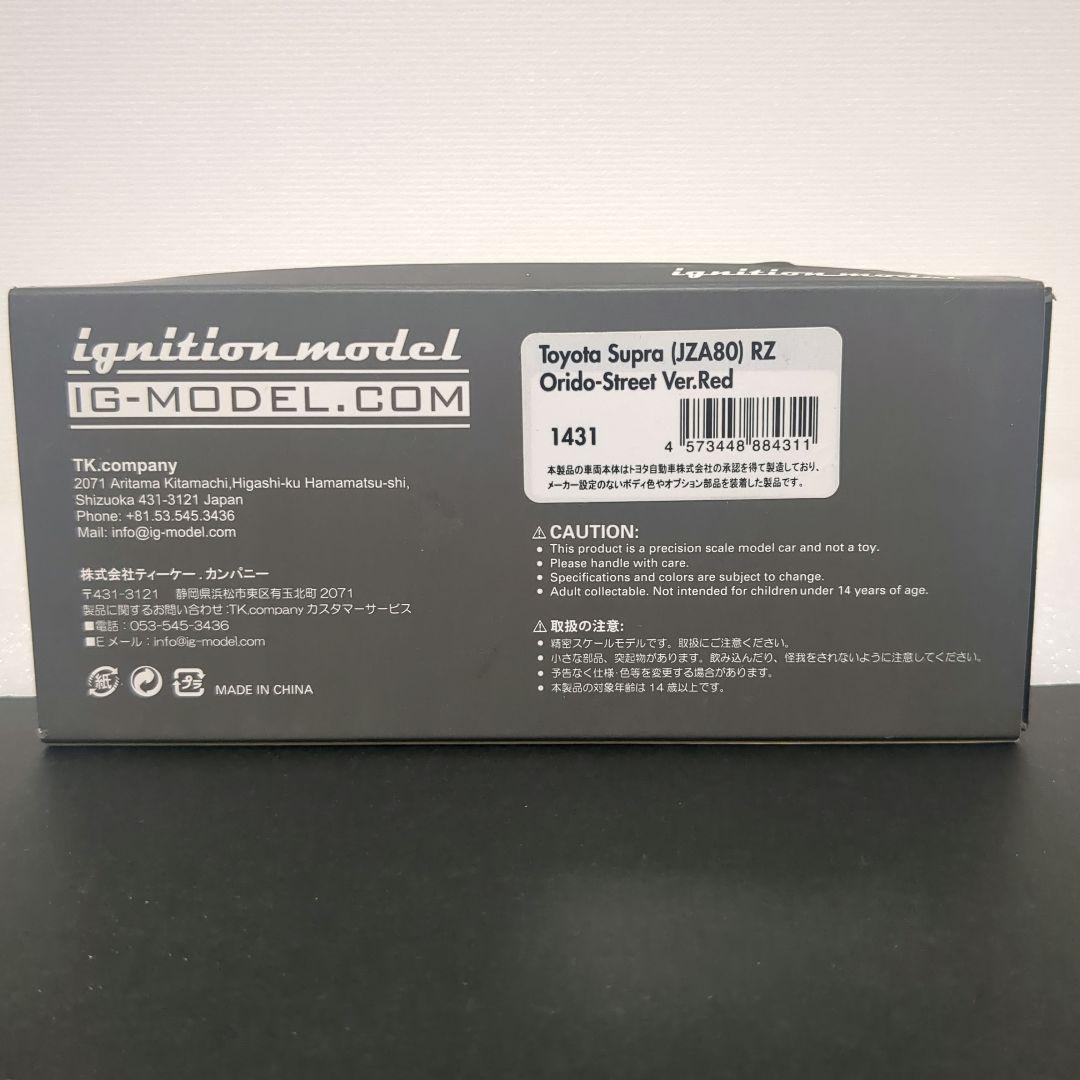 ignition model
ignition model
IG-MODEL.COM
TK.company
2071 Aritama Kitamachi,Higashi-ku Hamamatsu-shi,
Shizuoka 431-3121 Japan
Phone: +81.53.545.3436
Mail: info@ig-model.com
株式会社ティーケー.カンパニー
〒431-3121 静岡県浜松市東区有玉北町 2071
製品に関するお問い合わせ:TK.company カスタマーサービス
■電話:053-545-3436
■E メール:info@ig-model.com
紙
プラ
MADE IN CHINA
Toyota Supra (JZA80) RZ
Orido-Street Ver.Red
1431
4 573448 884311
本製品の車両本体はトヨタ自動車株式会社の承認を得て製造しており、
メーカー設定のないボディ色やオプション部品を装着した製品です。
⚠ CAUTION:
● This product is a precision scale model car and not a toy.
● Please handle with care.
● Specifications and colors are subject to change.
● Adult collectable. Not intended for children under 14 years of age.
⚠ 取扱の注意:
● 精密スケールモデルです。取扱にご注意ください。
● 小さな部品、突起物があります。飲み込んだり、怪我をされないように注意してください。
● 予告なく仕様・色等を変更する場合があります。
● 本製品の対象年齢は 14 歳以上です。